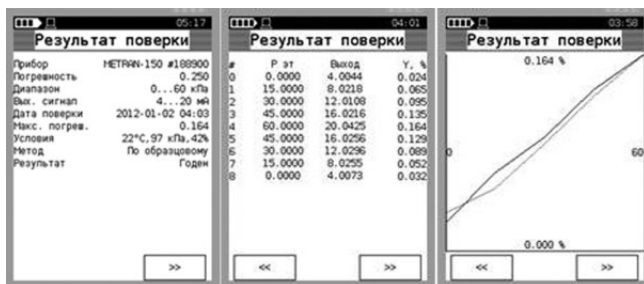 05:17
Результат поверки
Прибор METRAN-150 #188900
Погрешность 0.250
Диапазон 0...60 кПа
Вых. сигнал 4...20 мА
Дата поверки 2012-01-02 04:03
Макс. погреш. 0.164
Условия 22°C,97 кПа,42%
Метод По образцовому
Результат Годен
>>
04:01
Результат поверки
# P эт Выход Y, %
0 0.0000 4.0044 0.024
1 15.0000 8.0218 0.065
2 30.0000 12.0108 0.095
3 45.0000 16.0216 0.135
4 60.0000 20.0425 0.164
5 45.0000 16.0256 0.129
6 30.0000 12.0296 0.089
7 15.0000 8.0255 0.052
8 0.0000 4.0073 0.032
<< >>
03:58
Результат поверки
0.164 %
0 60
0.000 %
<< >>